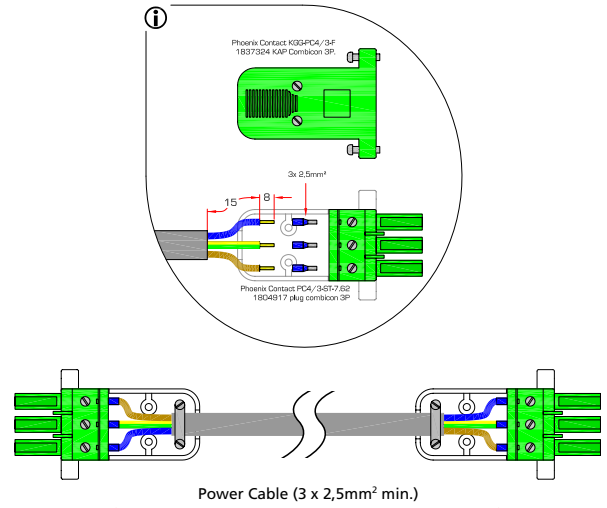 i
Phoenix Contact KGG-PC4/3-F
1837324 KAP Combicon 3P.
3x 2,5mm²
15
8
Phoenix Contact PC4/3-ST-7.62
1804917 plug combicon 3P
Power Cable (3 x 2,5mm² min.)